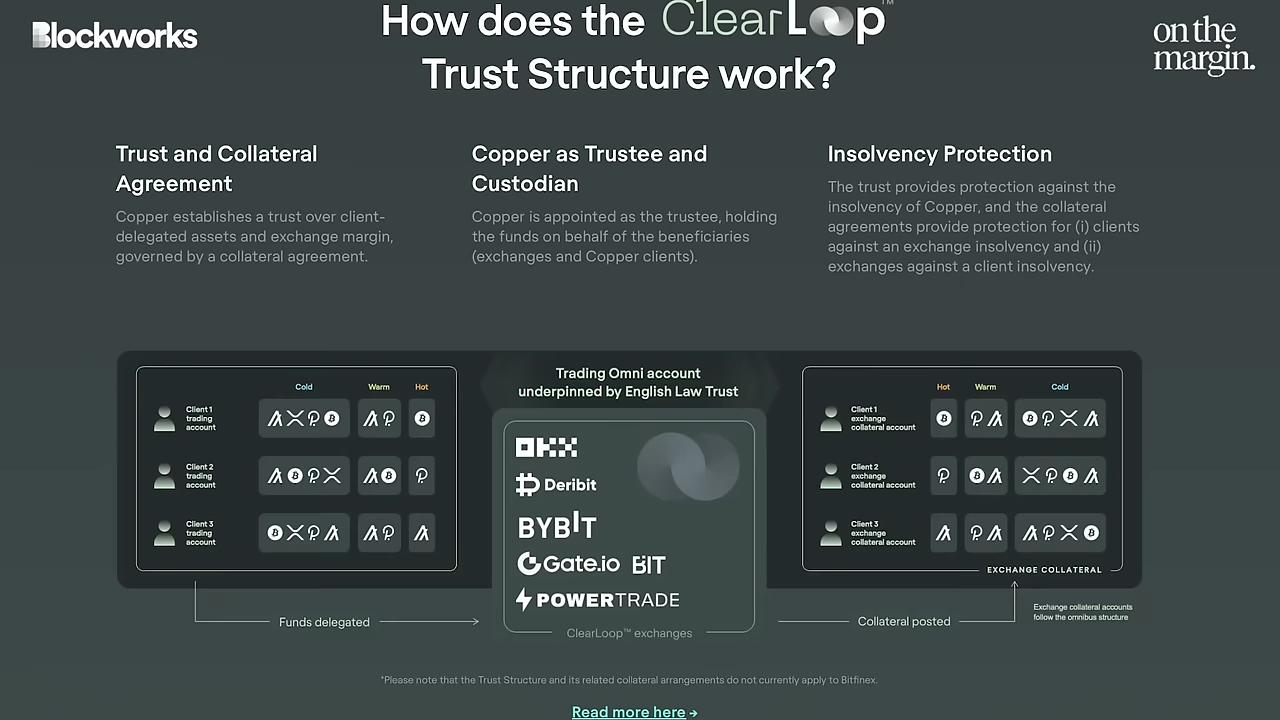 Blockworks
How does the ClearLoop™
Trust Structure work?
on the
margin.
Trust and Collateral
Agreement
Copper establishes a trust over client-
delegated assets and exchange margin,
governed by a collateral agreement.
Copper as Trustee and
Custodian
Copper is appointed as the trustee, holding
the funds on behalf of the beneficiaries
(exchanges and Copper clients).
Insolvency Protection
The trust provides protection against the
insolvency of Copper, and the collateral
agreements provide protection for (i) clients
against an exchange insolvency and (ii)
exchanges against a client insolvency.
Cold Warm Hot
Client 1
trading
account
Client 2
trading
account
Client 3
trading
account
Trading Omni account
underpinned by English Law Trust
OKX
Deribit
BYBIT
Gate.io BIT
POWERTRADE
ClearLoop™ exchanges
Hot Warm Cold
Client 1
exchange
collateral account
Client 2
exchange
collateral account
Client 3
exchange
collateral account
EXCHANGE COLLATERAL
Funds delegated
Collateral posted
Exchange collateral accounts
follow the omnibus structure
*Please note that the Trust Structure and its related collateral arrangements do not currently apply to Bitfinex.
Read more here →